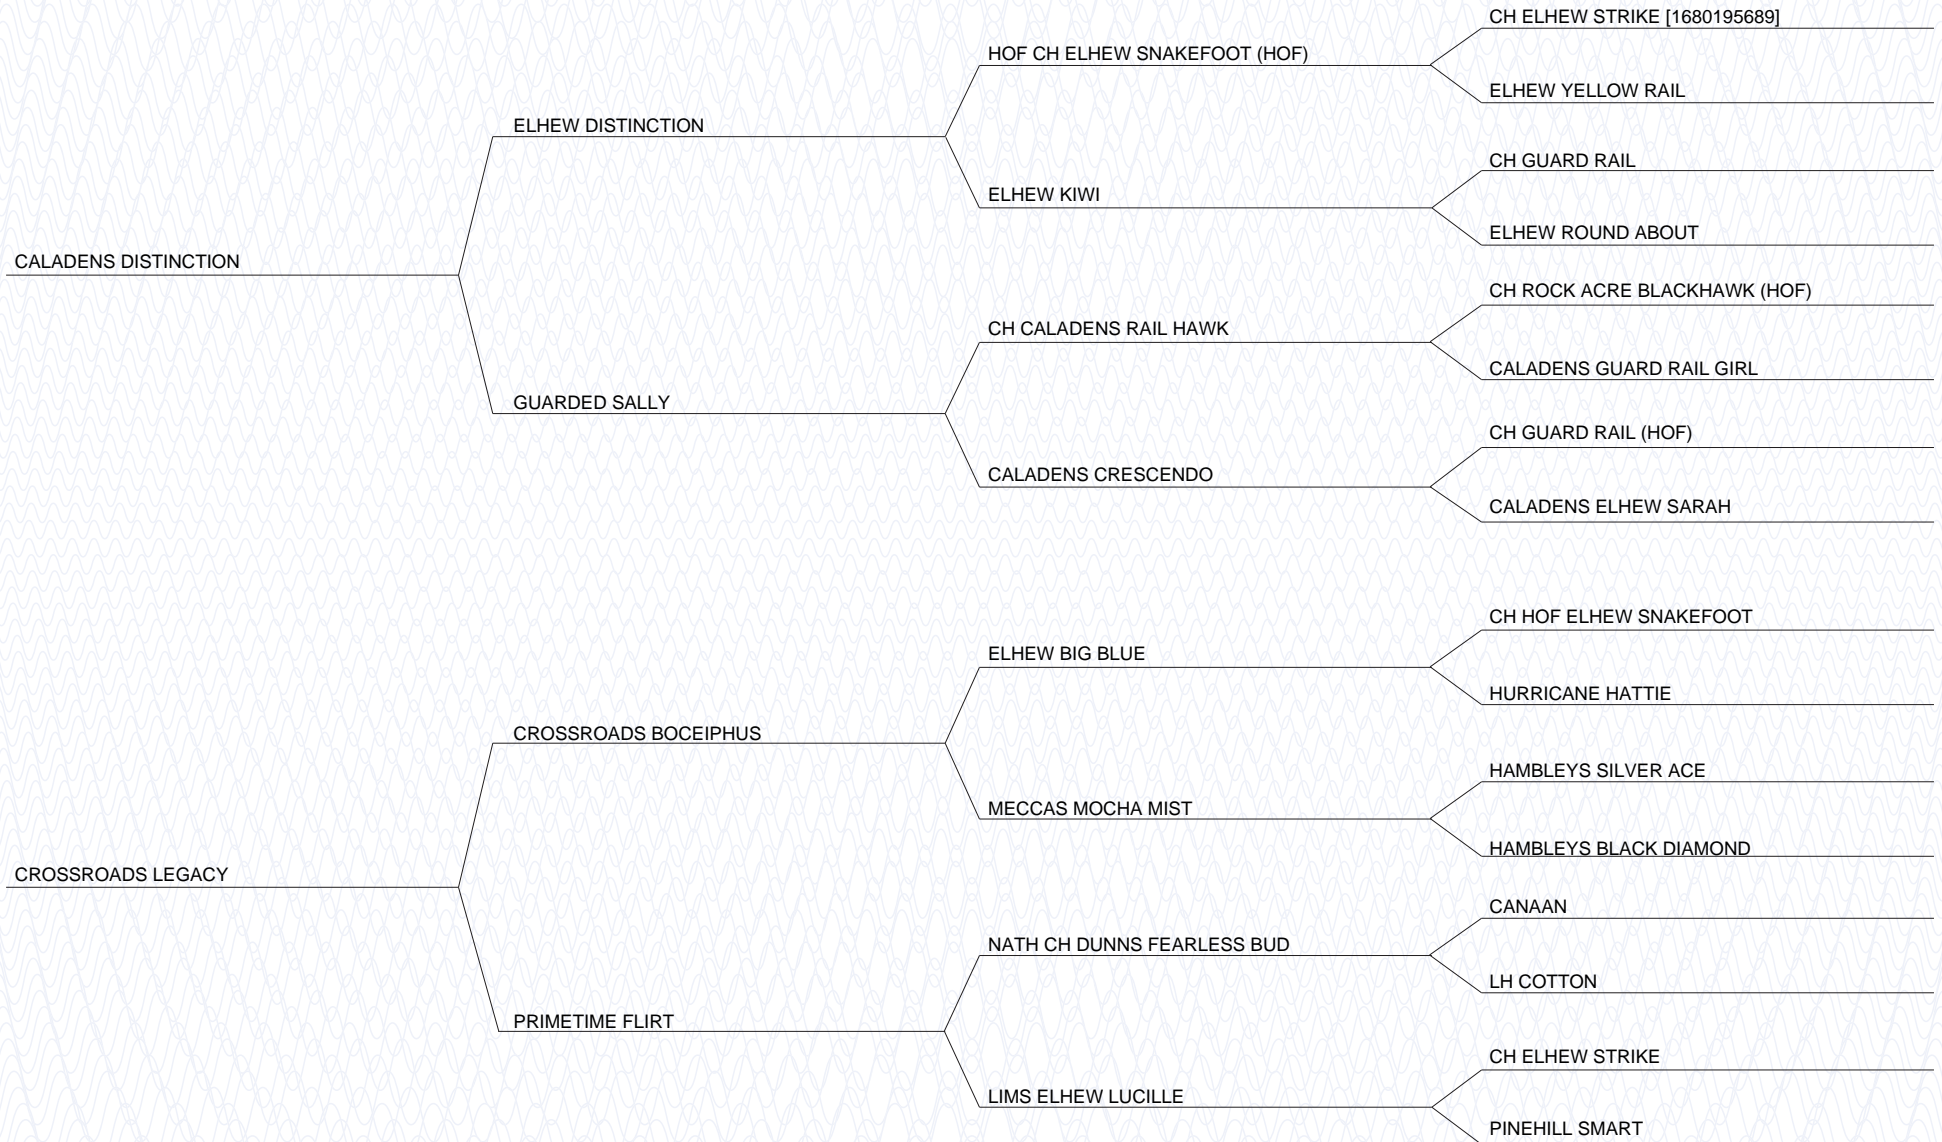 CH ELHEW STRIKE [1680195689]
HOF CH ELHEW SNAKEFOOT (HOF)
ELHEW YELLOW RAIL
ELHEW DISTINCTION
CH GUARD RAIL
ELHEW KIWI
ELHEW ROUND ABOUT
CALADENS DISTINCTION
CH ROCK ACRE BLACKHAWK (HOF)
CH CALADENS RAIL HAWK
CALADENS GUARD RAIL GIRL
GUARDED SALLY
CH GUARD RAIL (HOF)
CALADENS CRESCENDO
CALADENS ELHEW SARAH
CH HOF ELHEW SNAKEFOOT
ELHEW BIG BLUE
HURRICANE HATTIE
CROSSROADS BOCEIPHUS
HAMBLEYS SILVER ACE
MECCAS MOCHA MIST
HAMBLEYS BLACK DIAMOND
CROSSROADS LEGACY
CANAAN
NATH CH DUNNS FEARLESS BUD
LH COTTON
PRIMETIME FLIRT
CH ELHEW STRIKE
LIMS ELHEW LUCILLE
PINEHILL SMART